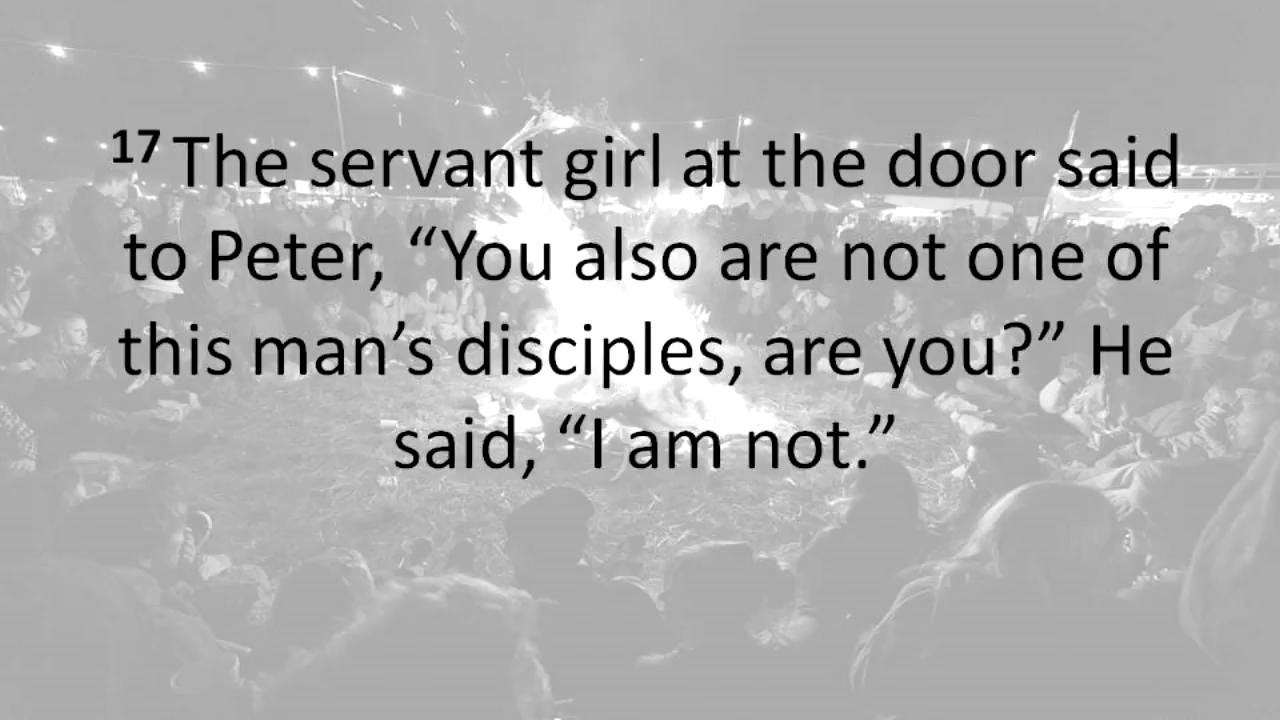 17 The servant girl at the door said
to Peter, “You also are not one of
this man’s disciples, are you?” He
said, “I am not.”